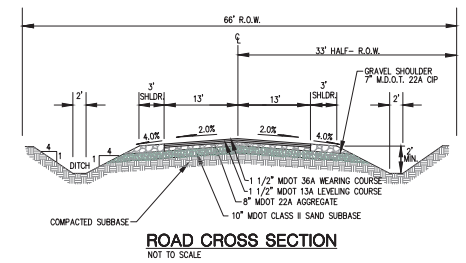 66' R.O.W.
℄
33' HALF- R.O.W.
GRAVEL SHOULDER
7" M.D.O.T. 22A CIP
3'
SHLDR.
3'
SHLDR.
2'
13'
13'
2'
4.0%
2.0%
2.0%
4.0%
4
1
DITCH
4
1
2'
MIN.
1 1/2" MDOT 36A WEARING COURSE
1 1/2" MDOT 13A LEVELING COURSE
8" MDOT 22A AGGREGATE
10" MDOT CLASS II SAND SUBBASE
COMPACTED SUBBASE
ROAD CROSS SECTION
NOT TO SCALE